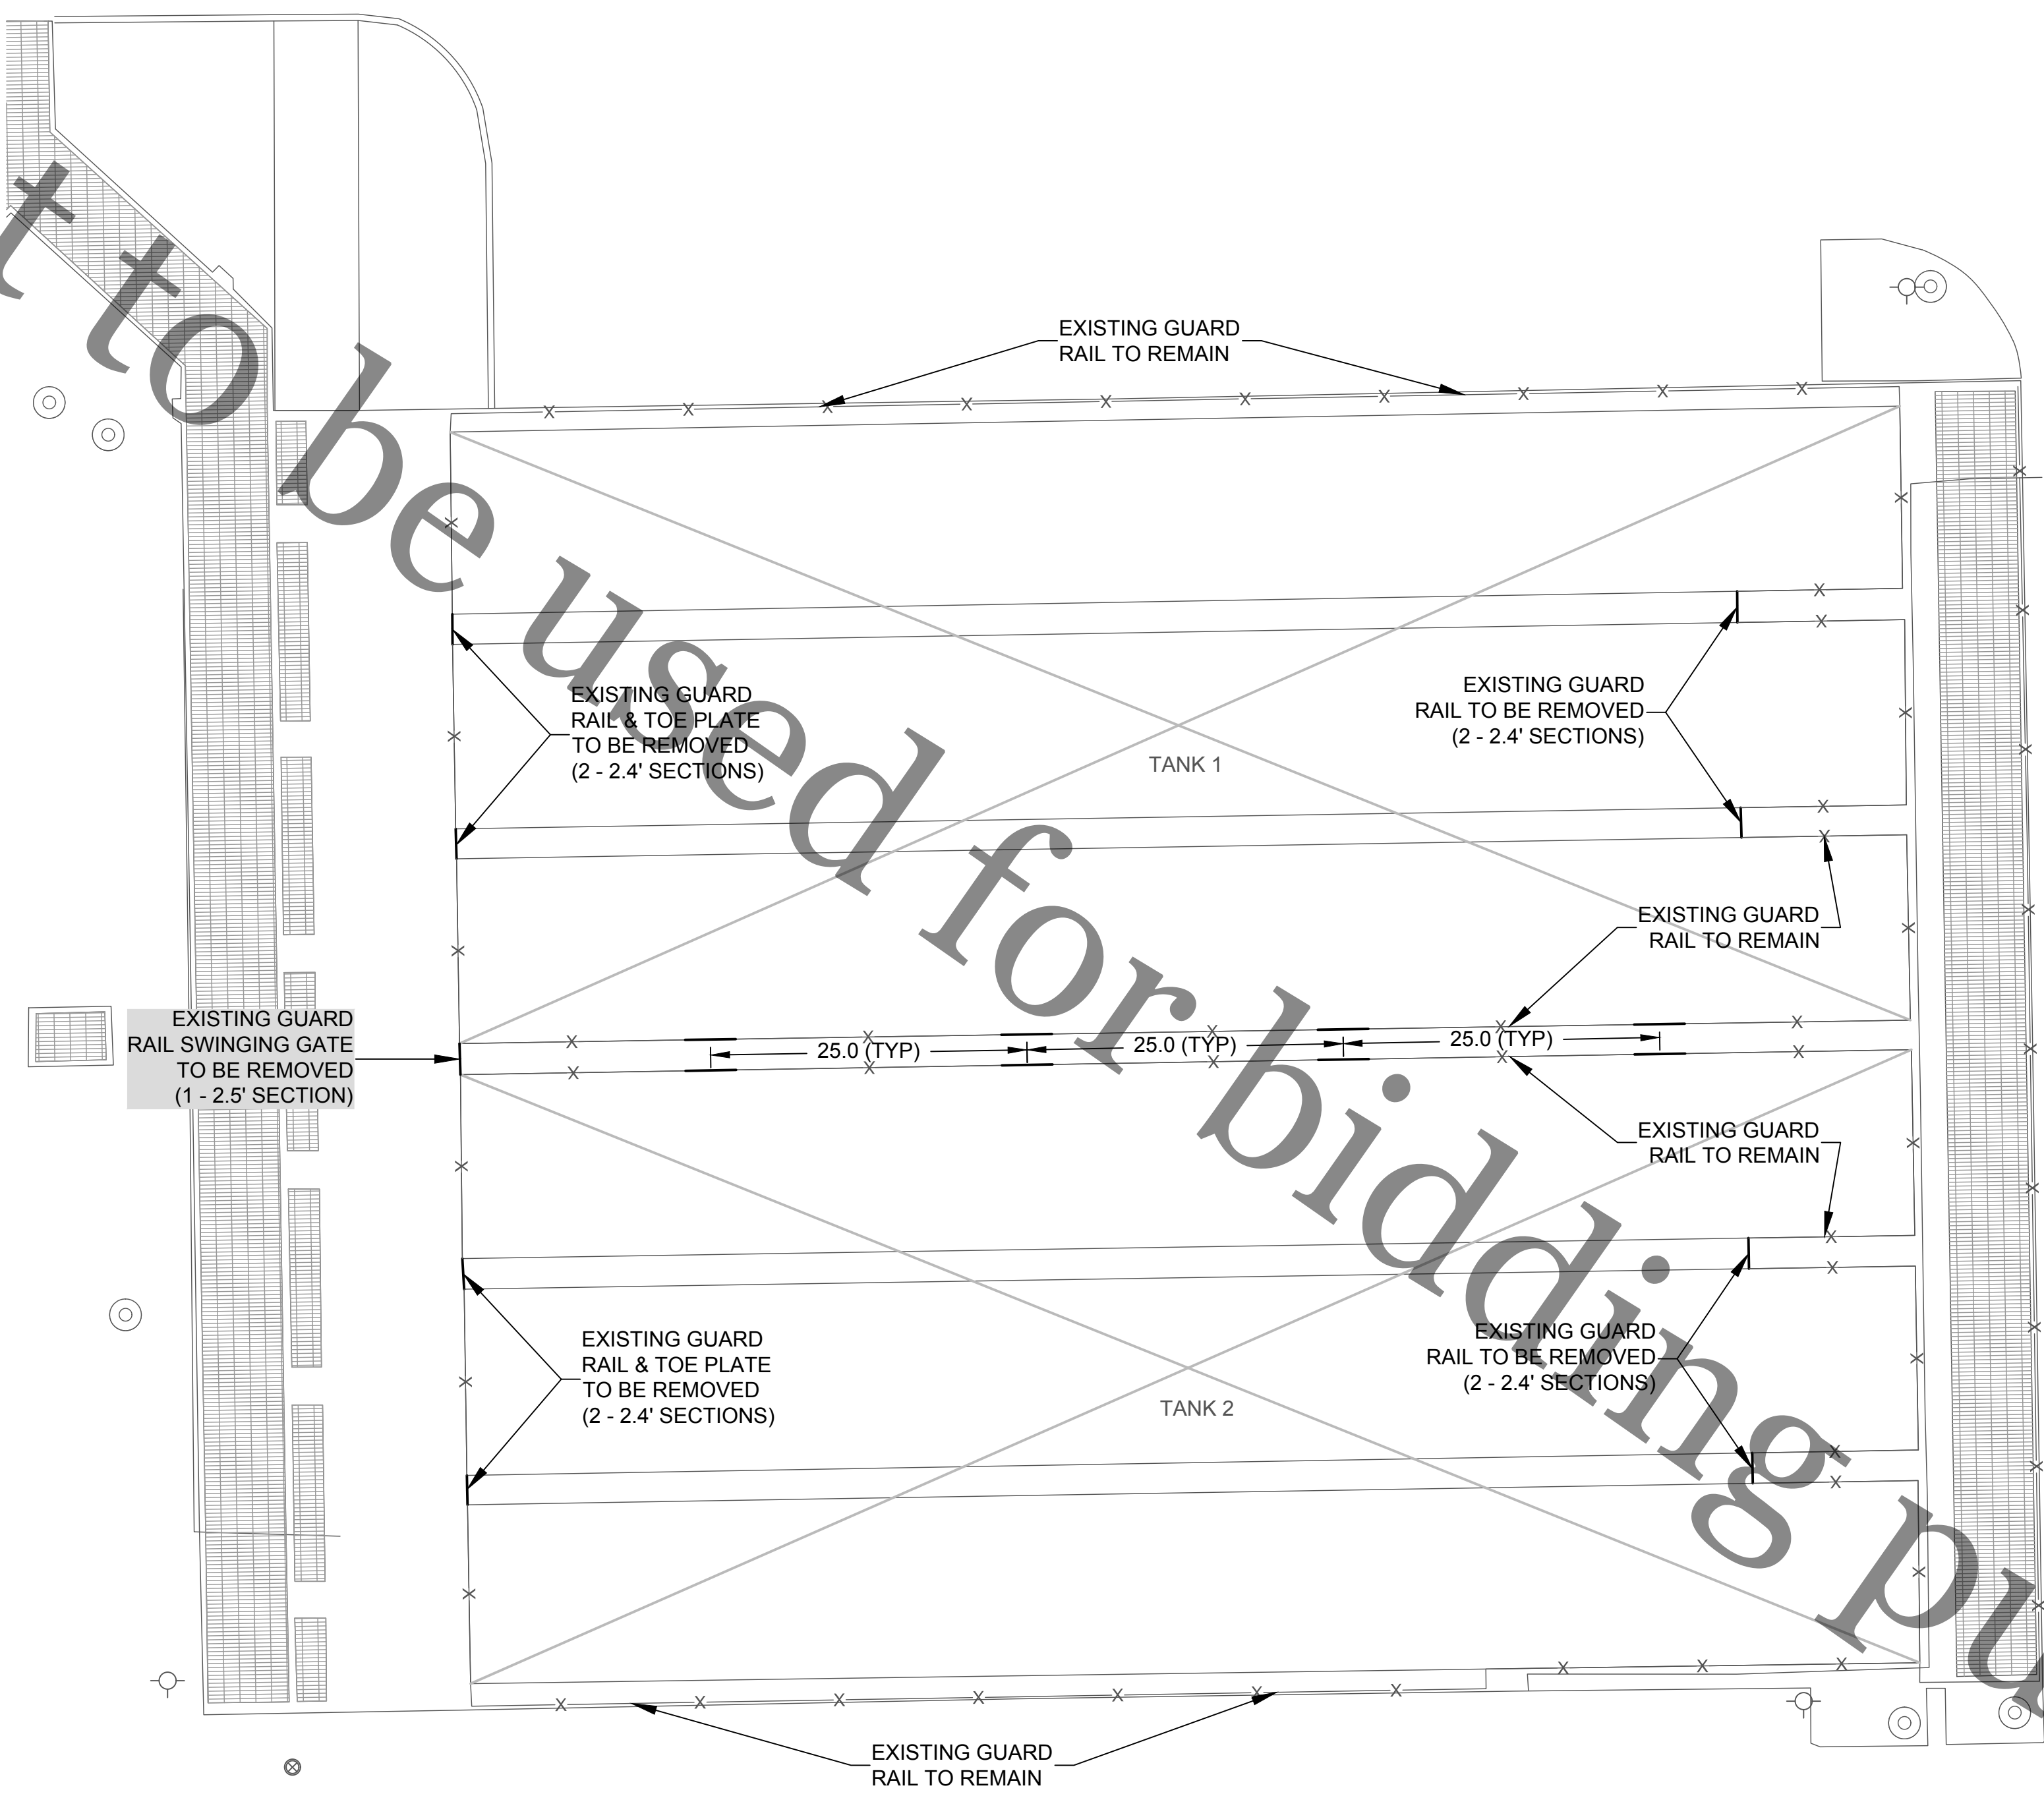 EXISTING GUARD
RAIL TO REMAIN
EXISTING GUARD
RAIL & TOE PLATE
TO BE REMOVED
(2 - 2.4' SECTIONS)
EXISTING GUARD
RAIL TO BE REMOVED
(2 - 2.4' SECTIONS)
TANK 1
EXISTING GUARD
RAIL TO REMAIN
EXISTING GUARD
RAIL SWINGING GATE
TO BE REMOVED
(1 - 2.5' SECTION)
25.0 (TYP)
25.0 (TYP)
25.0 (TYP)
EXISTING GUARD
RAIL TO REMAIN
EXISTING GUARD
RAIL & TOE PLATE
TO BE REMOVED
(2 - 2.4' SECTIONS)
EXISTING GUARD
RAIL TO BE REMOVED
(2 - 2.4' SECTIONS)
TANK 2
EXISTING GUARD
RAIL TO REMAIN
t to be used for bidding pu